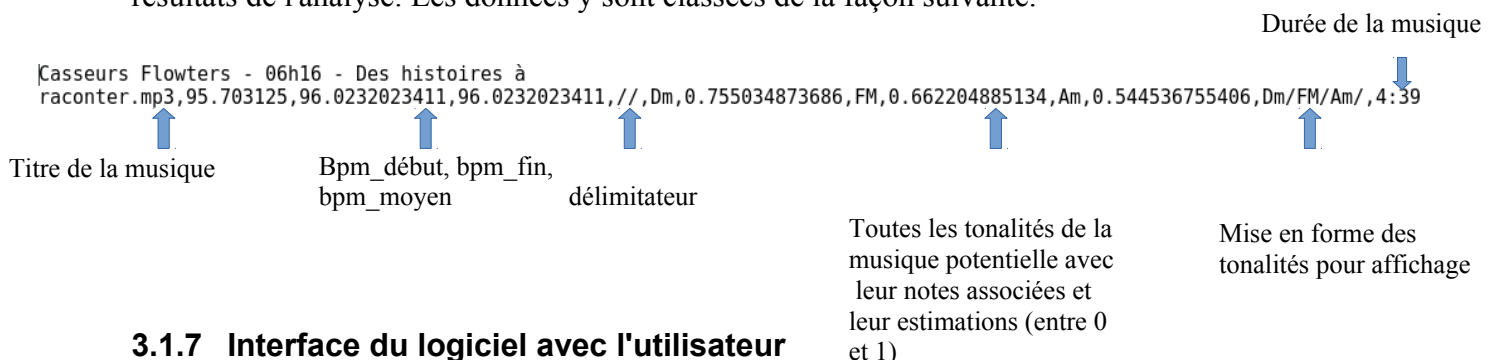 résultats de l'analyse. Les données y sont classées de la façon suivante:
Durée de la musique
Casseurs Flowters - 06h16 - Des histoires à
raconter.mp3,95.703125,96.0232023411,96.0232023411,//,Dm,0.755034873686,FM,0.662204885134,Am,0.544536755406,Dm/FM/Am/,4:39
Titre de la musique
Bpm_début, bpm_fin,
bpm_moyen
délimitateur
Toutes les tonalités de la
musique potentielle avec
leur notes associées et
leur estimations (entre 0
et 1)
Mise en forme des
tonalités pour affichage
3.1.7 Interface du logiciel avec l'utilisateur